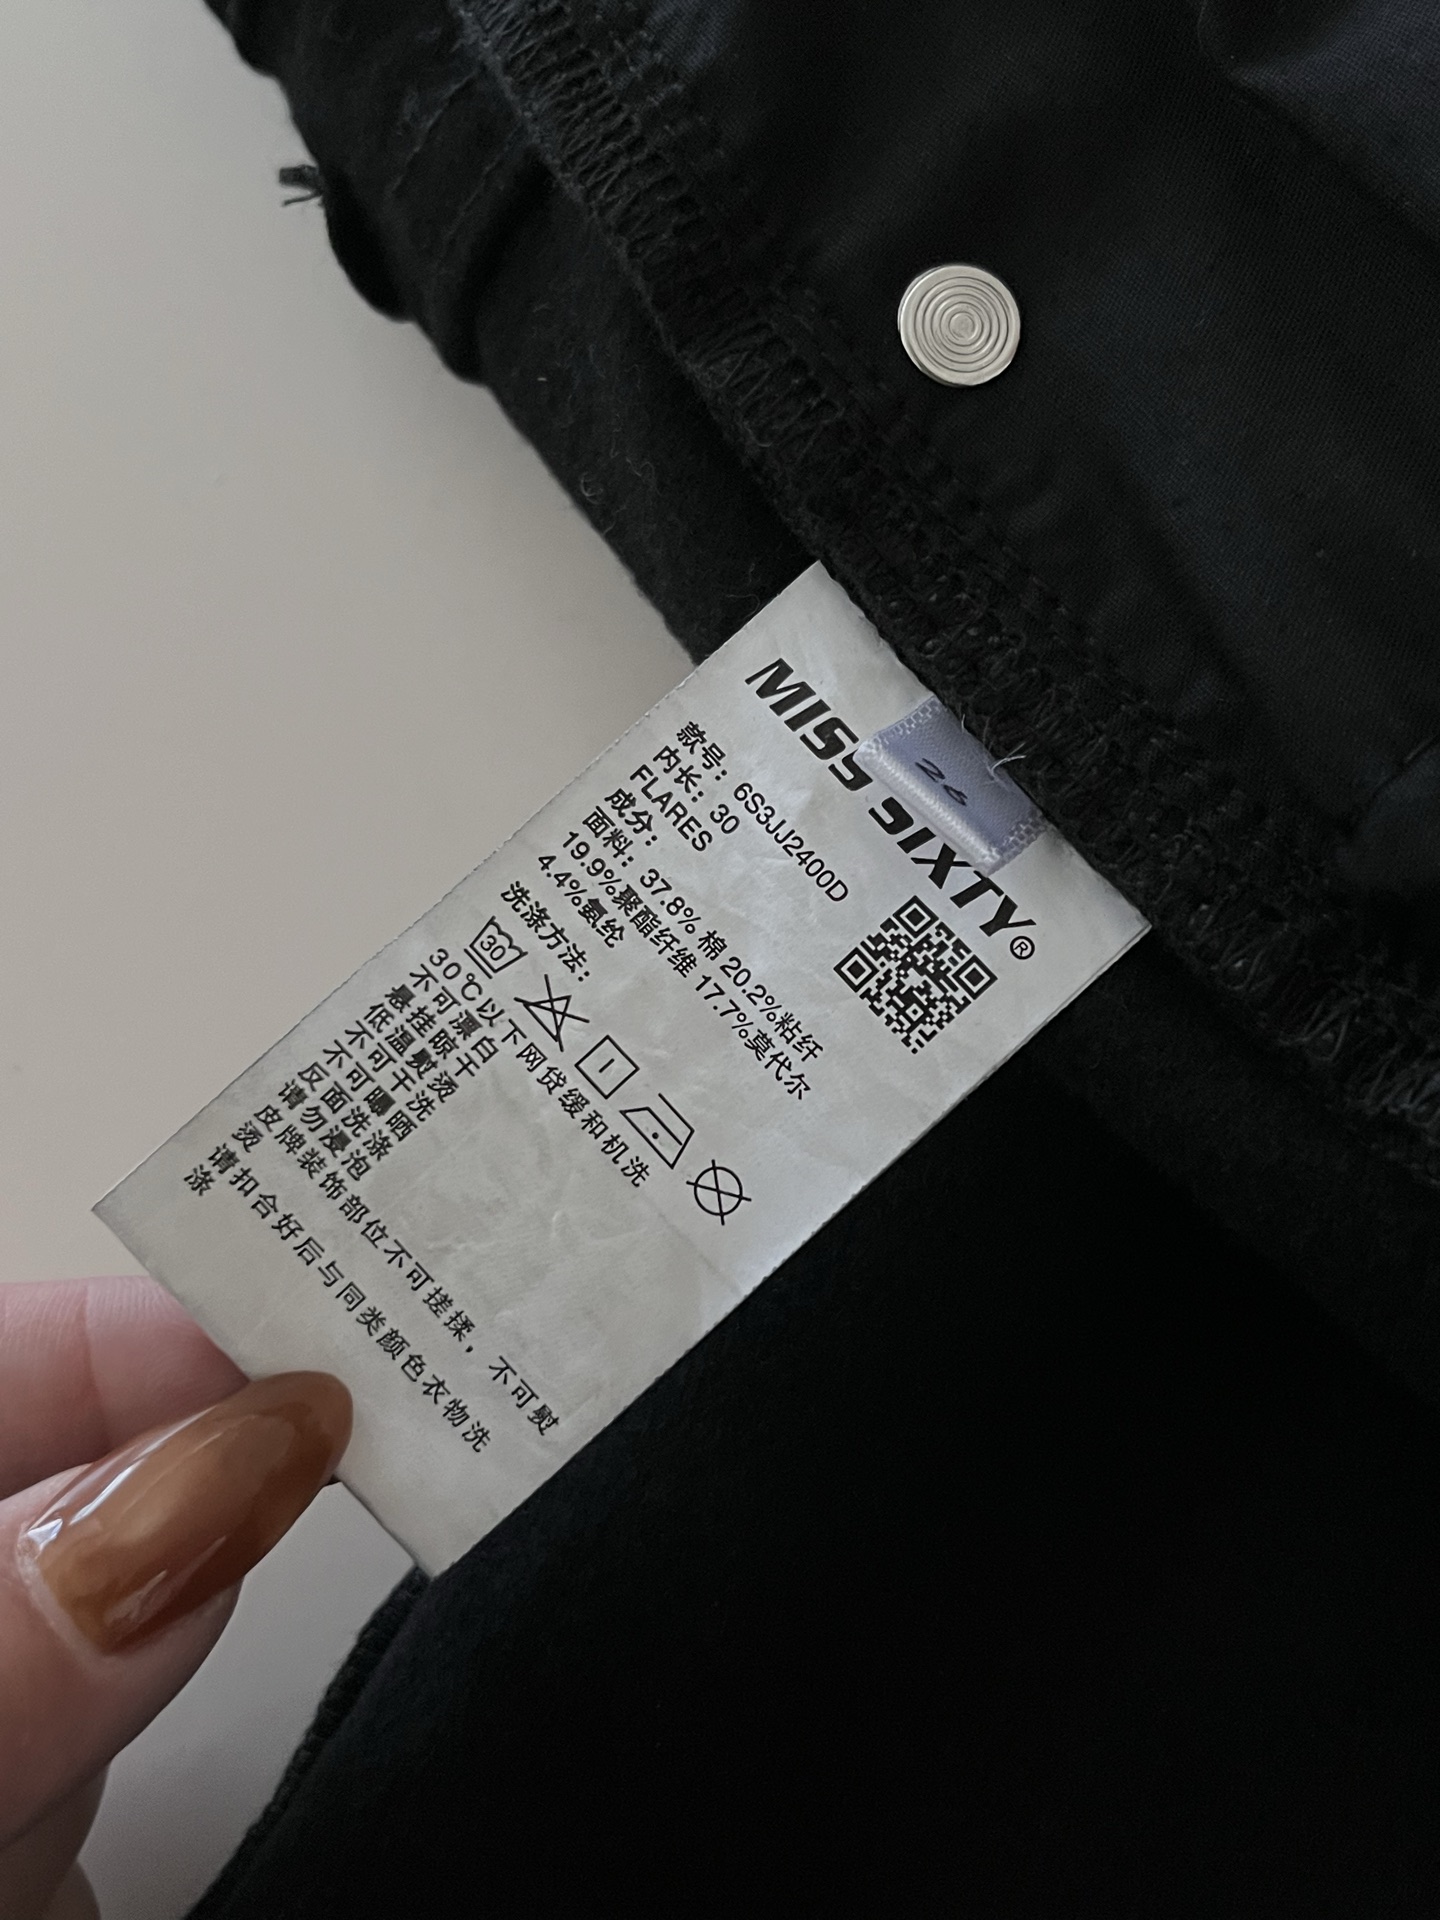 MISS SIXTY®
26
款号: 6S3JJ2400D
内长: 30
FLARES
成分:
面料: 37.8% 棉 20.2%粘纤
19.9%聚酯纤维 17.7%莫代尔
4.4%氨纶
洗涤方法:
30
30℃以下网贷缓和机洗
不可漂白
悬挂晾干
低温熨烫
不可干洗
不可曝晒
反面洗涤
请勿浸泡
皮牌装饰部位不可搓揉，不可熨
烫
请扣合好后与同类颜色衣物洗
涤